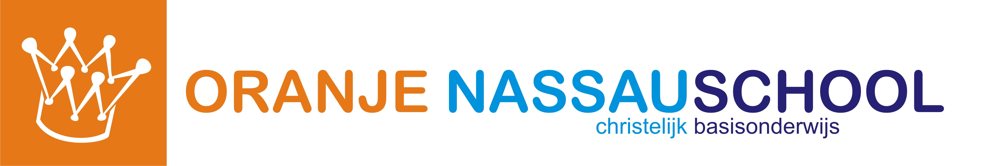 ORANJE NASSAUSCHOOL
christelijk basisonderwijs